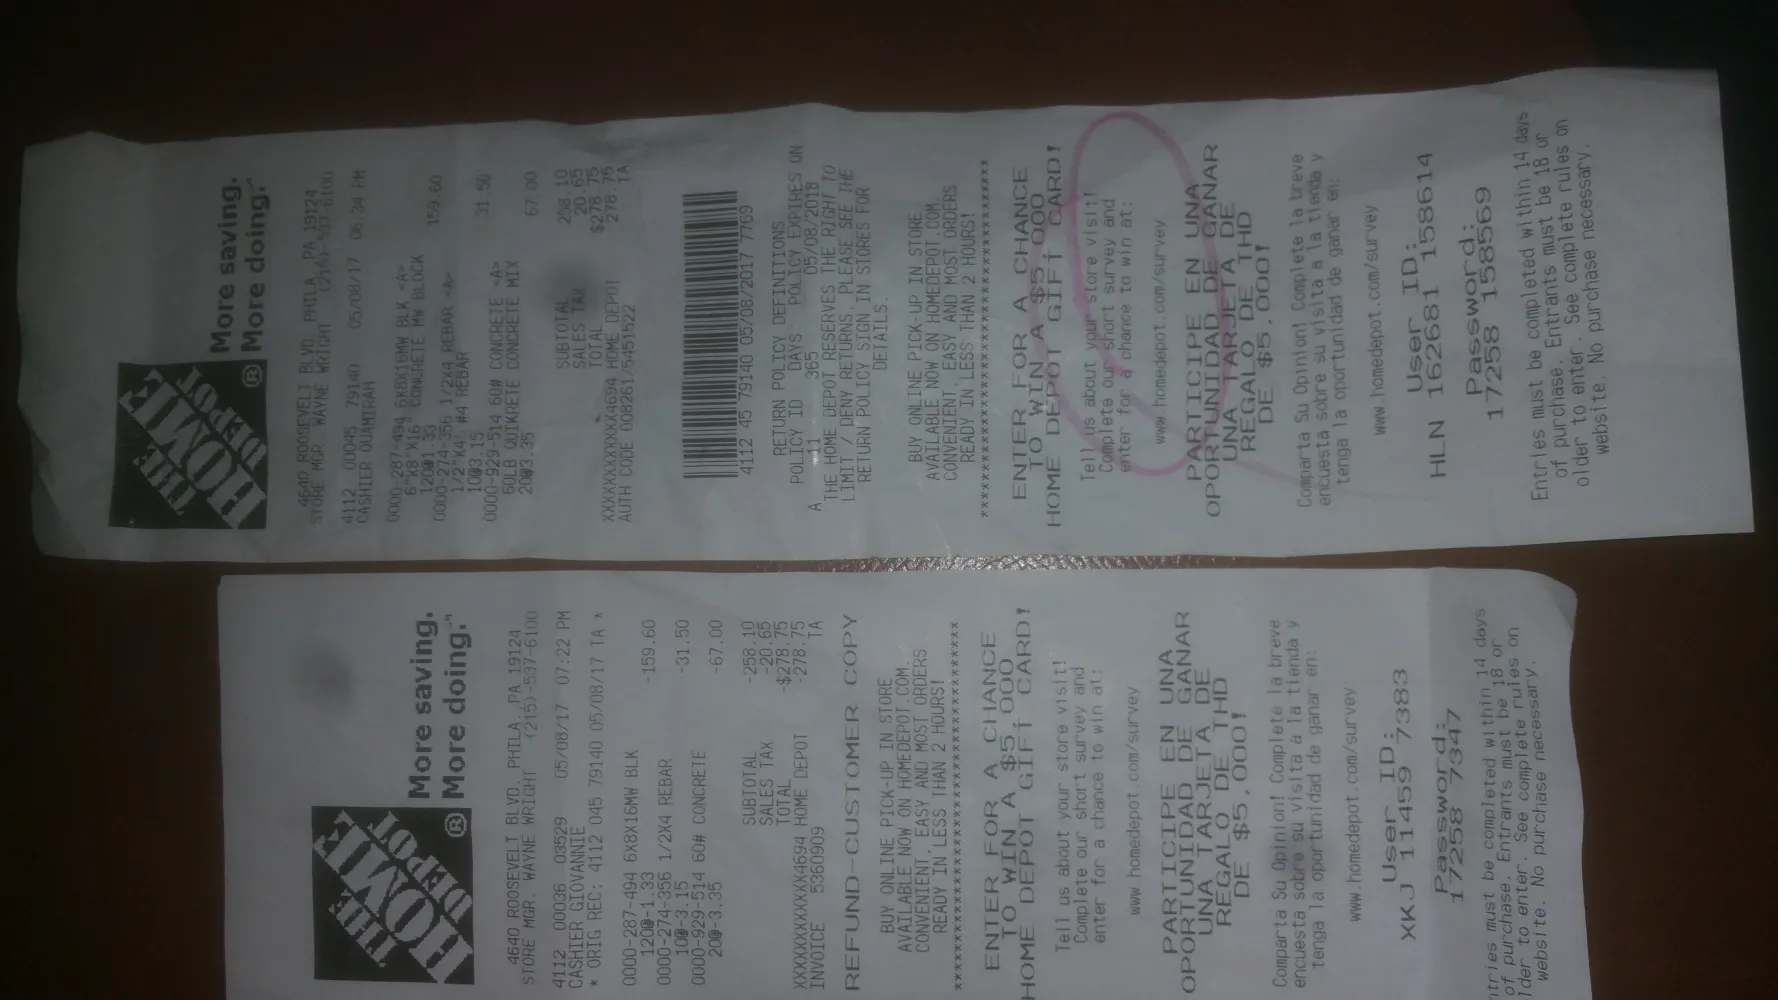 THE
HOME
DEPOT
®
More saving.
More doing.™
4640 ROOSEVELT BLVD, PHILA, PA 19124
STORE MGR. WAYNE WRIGHT
4112 00045 79140 05/08/17 06:34 PM
CASHIER QUAMIRAH
0000-287-494 6X8X16MW BLK <A>
6"X8"X16" CONCRETE MW BLOCK
120@1.33 159.60
0000-274-356 1/2X4 REBAR <A>
1/2"X4' #4 REBAR
10@3.15 31.50
0000-929-514 60# CONCRETE <A>
60LB QUIKRETE CONCRETE MIX
20@3.35 67.00
SUBTOTAL 258.10
SALES TAX 20.65
TOTAL $278.75
XXXXXXXXXXXX4694 HOME DEPOT 278.75
AUTH CODE 008261/5451522 TA
4112 45 79140 05/08/2017 7769
RETURN POLICY DEFINITIONS
POLICY ID DAYS POLICY EXPIRES ON
A 11 365 05/08/2018
THE HOME DEPOT RESERVES THE RIGHT TO
LIMIT / DENY RETURNS. PLEASE SEE THE
RETURN POLICY SIGN IN STORES FOR
DETAILS.
BUY ONLINE PICK-UP IN STORE
AVAILABLE NOW ON HOMEDEPOT.COM.
CONVENIENT, EASY AND MOST ORDERS
READY IN LESS THAN 2 HOURS!
ENTER FOR A CHANCE
TO WIN A $5,000
HOME DEPOT GIFT CARD!
Tell us about your store visit!
Complete our short survey and
enter for a chance to win at:
www.homedepot.com/survey
PARTICIPE EN UNA
OPORTUNIDAD DE GANAR
UNA TARJETA DE
REGALO DE THD
DE $5,000!
Comparta Su Opinion! Complete la breve
encuesta sobre su visita a la tienda y
tenga la oportunidad de ganar en:
www.homedepot.com/survey
User ID:
HLN 162681 158614
Password:
17258 158569
Entries must be completed within 14 days
of purchase. Entrants must be 18 or
older to enter. See complete rules on
website. No purchase necessary.
THE
HOME
DEPOT
®
More saving.
More doing.™
4640 ROOSEVELT BLVD, PHILA, PA 19124
STORE MGR. WAYNE WRIGHT (215)-537-6100
4112 00036 03529 05/08/17 07:22 PM
CASHIER GIOVANNIE
* ORIG REC: 4112 045 79140 05/08/17 TA *
0000-287-494 6X8X16MW BLK
120@-1.33 -159.60
0000-274-356 1/2X4 REBAR
10@-3.15 -31.50
0000-929-514 60# CONCRETE
20@-3.35 -67.00
SUBTOTAL -258.10
SALES TAX -20.65
TOTAL -$278.75
XXXXXXXXXXXX4694 HOME DEPOT -278.75
INVOICE 5360909 TA
REFUND-CUSTOMER COPY
BUY ONLINE PICK-UP IN STORE
AVAILABLE NOW ON HOMEDEPOT.COM.
CONVENIENT, EASY AND MOST ORDERS
READY IN LESS THAN 2 HOURS!
ENTER FOR A CHANCE
TO WIN A $5,000
HOME DEPOT GIFT CARD!
Tell us about your store visit!
Complete our short survey and
enter for a chance to win at:
www.homedepot.com/survey
PARTICIPE EN UNA
OPORTUNIDAD DE GANAR
UNA TARJETA DE
REGALO DE THD
DE $5,000!
Comparta Su Opinion! Complete la breve
encuesta sobre su visita a la tienda y
tenga la oportunidad de ganar en:
www.homedepot.com/survey
User ID:
XKJ 11459 7383
Password:
17258 7347
ntries must be completed within 14 days
of purchase. Entrants must be 18 or
lder to enter. See complete rules on
website. No purchase necessary.